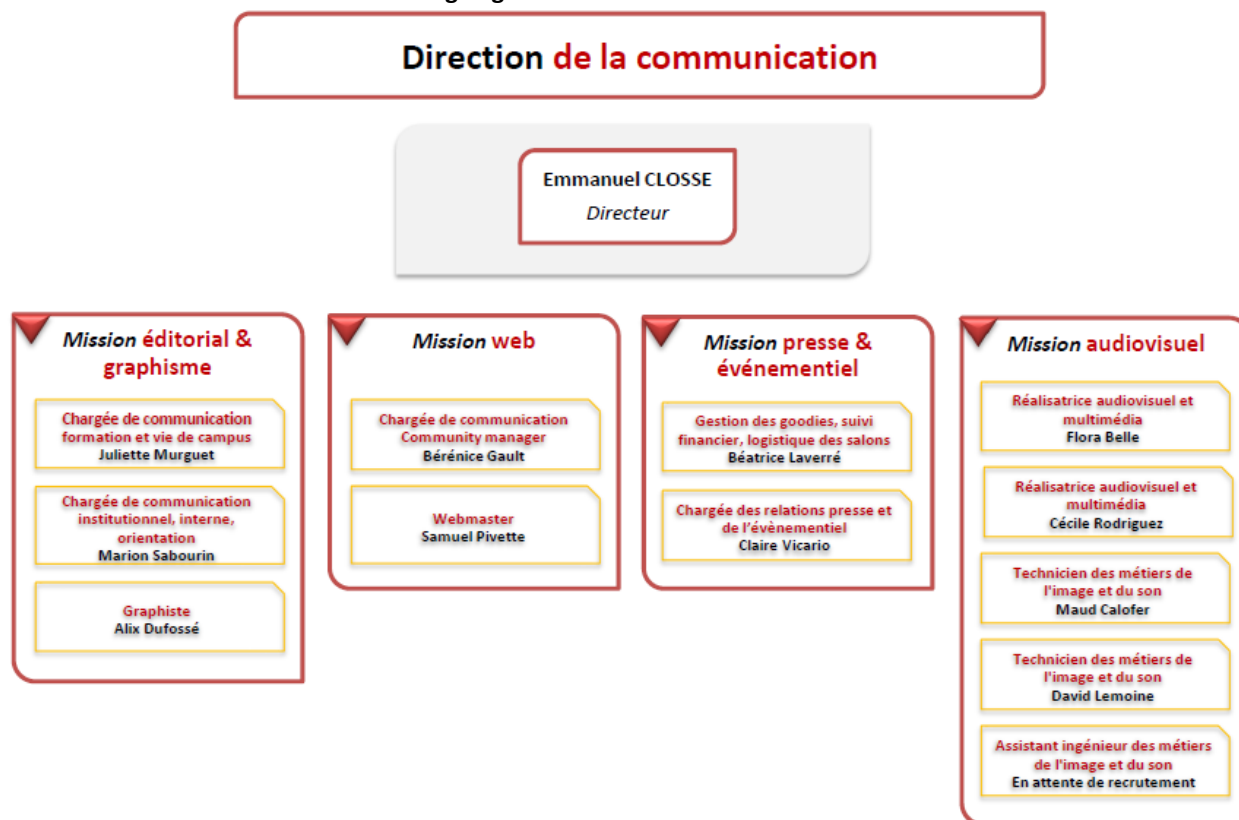 Direction de la communication
Emmanuel CLOSSE
Directeur
Mission éditorial &
graphisme
Chargée de communication
formation et vie de campus
Juliette Murguet
Chargée de communication
institutionnel, interne,
orientation
Marion Sabourin
Graphiste
Alix Dufossé
Mission web
Chargée de communication
Community manager
Bérénice Gault
Webmaster
Samuel Pivette
Mission presse &
événementiel
Gestion des goodies, suivi
financier, logistique des salons
Béatrice Laverré
Chargée des relations presse et
de l'évènementiel
Claire Vicario
Mission audiovisuel
Réalisatrice audiovisuel et
multimédia
Flora Belle
Réalisatrice audiovisuel et
multimédia
Cécile Rodriguez
Technicien des métiers de
l'image et du son
Maud Calofer
Technicien des métiers de
l'image et du son
David Lemoine
Assistant ingénieur des métiers
de l'image et du son
En attente de recrutement